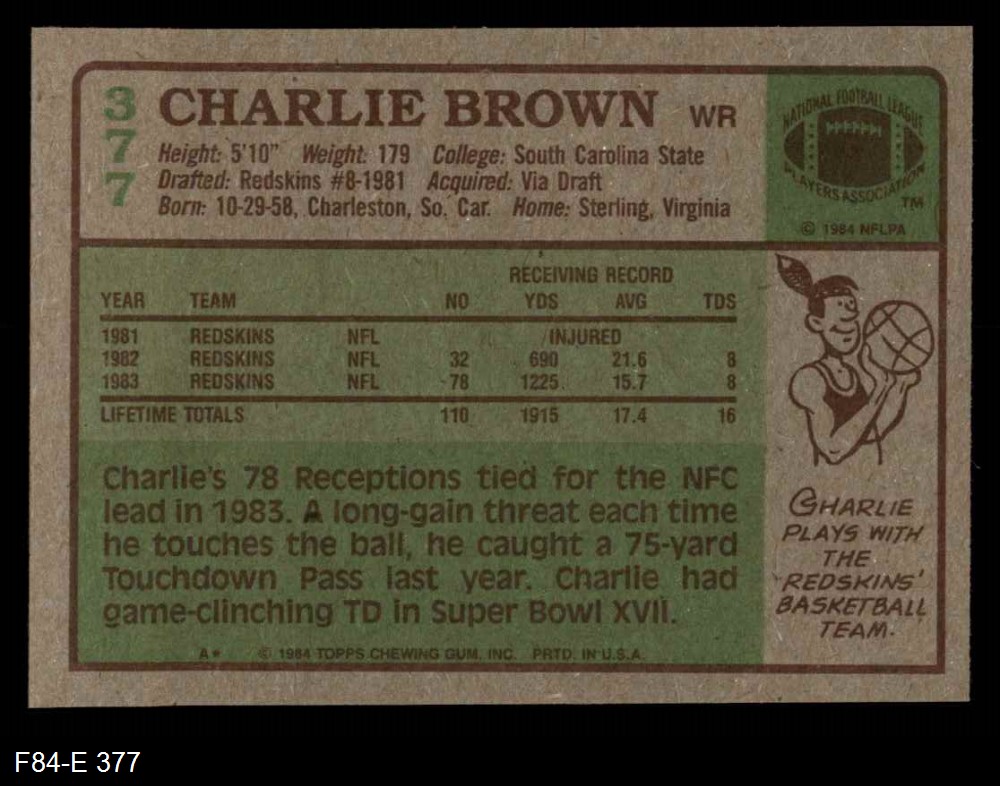 377
CHARLIE BROWN WR
Height: 5'10" Weight: 179 College: South Carolina State
Drafted: Redskins #8-1981 Acquired: Via Draft
Born: 10-29-58, Charleston, So. Car. Home: Sterling, Virginia
NATIONAL FOOTBALL LEAGUE
PLAYERS ASSOCIATION
TM
© 1984 NFLPA
RECEIVING RECORD
YEAR TEAM NO YDS AVG TDS
1981 REDSKINS NFL INJURED
1982 REDSKINS NFL 32 690 21.6 8
1983 REDSKINS NFL 78 1225 15.7 8
LIFETIME TOTALS 110 1915 17.4 16
Charlie's 78 Receptions tied for the NFC
lead in 1983. A long-gain threat each time
he touches the ball, he caught a 75-yard
Touchdown Pass last year. Charlie had
game-clinching TD in Super Bowl XVII.
CHARLIE
PLAYS WITH
THE
REDSKINS'
BASKETBALL
TEAM.
A* © 1984 TOPPS CHEWING GUM, INC. PRTD. IN U.S.A.
F84-E 377